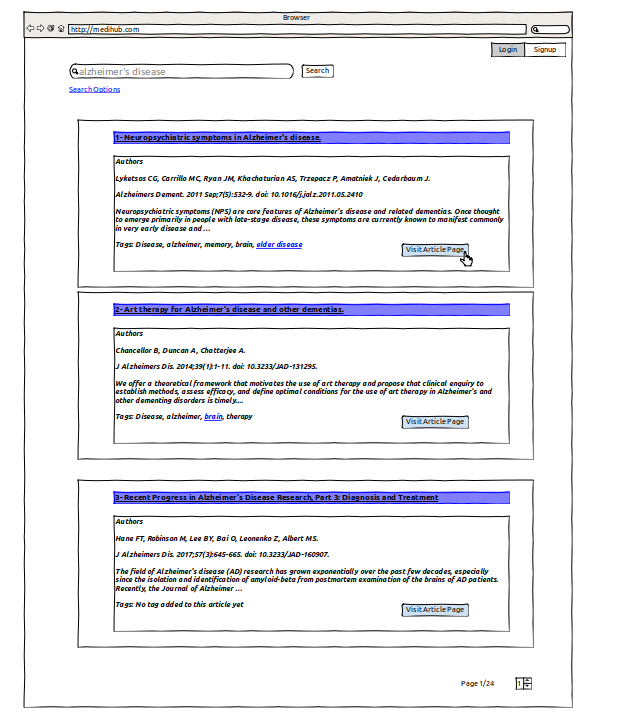 Browser
http://medihub.com
Login Signup
alzheimer's disease Search
Search Options
1- Neuropsychiatric symptoms in Alzheimer's disease.
Authors
Lyketsos CG, Carrillo MC, Ryan JM, Khachaturian AS, Trzepacz P, Amatniek J, Cedarbaum J.
Alzheimers Dement. 2011 Sep;7(5):532-9. doi: 10.1016/j.jalz.2011.05.2410
Neuropsychiatric symptoms (NPS) are core features of Alzheimer's disease and related dementias. Once thought
to emerge primarily in people with late-stage disease, these symptoms are currently known to manifest commonly
in very early disease and ...
Tags: Disease, alzheimer, memory, brain, elder disease
Visit Article Page
2- Art therapy for Alzheimer's disease and other dementias.
Authors
Chancellor B, Duncan A, Chatterjee A.
J Alzheimers Dis. 2014;39(1):1-11. doi: 10.3233/JAD-131295.
We offer a theoretical framework that motivates the use of art therapy and propose that clinical enquiry to
establish methods, assess efficacy, and define optimal conditions for the use of art therapy in Alzheimer's and
other dementing disorders is timely....
Tags: Disease, alzheimer, brain, therapy
Visit Article Page
3- Recent Progress in Alzheimer's Disease Research, Part 3: Diagnosis and Treatment
Authors
Hane FT, Robinson M, Lee BY, Bai O, Leonenko Z, Albert MS.
J Alzheimers Dis. 2017;57(3):645-665. doi: 10.3233/JAD-160907.
The field of Alzheimer's disease (AD) research has grown exponentially over the past few decades, especially
since the isolation and identification of amyloid-beta from postmortem examination of the brains of AD patients.
Recently, the Journal of Alzheimer ...
Tags: No tag added to this article yet
Visit Article Page
Page 1/24 1